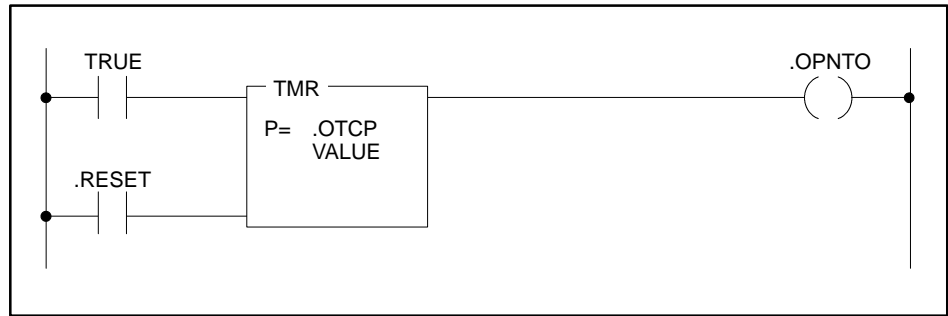 TRUE
.OPNTO
TMR
P= .OTCP
VALUE
.RESET